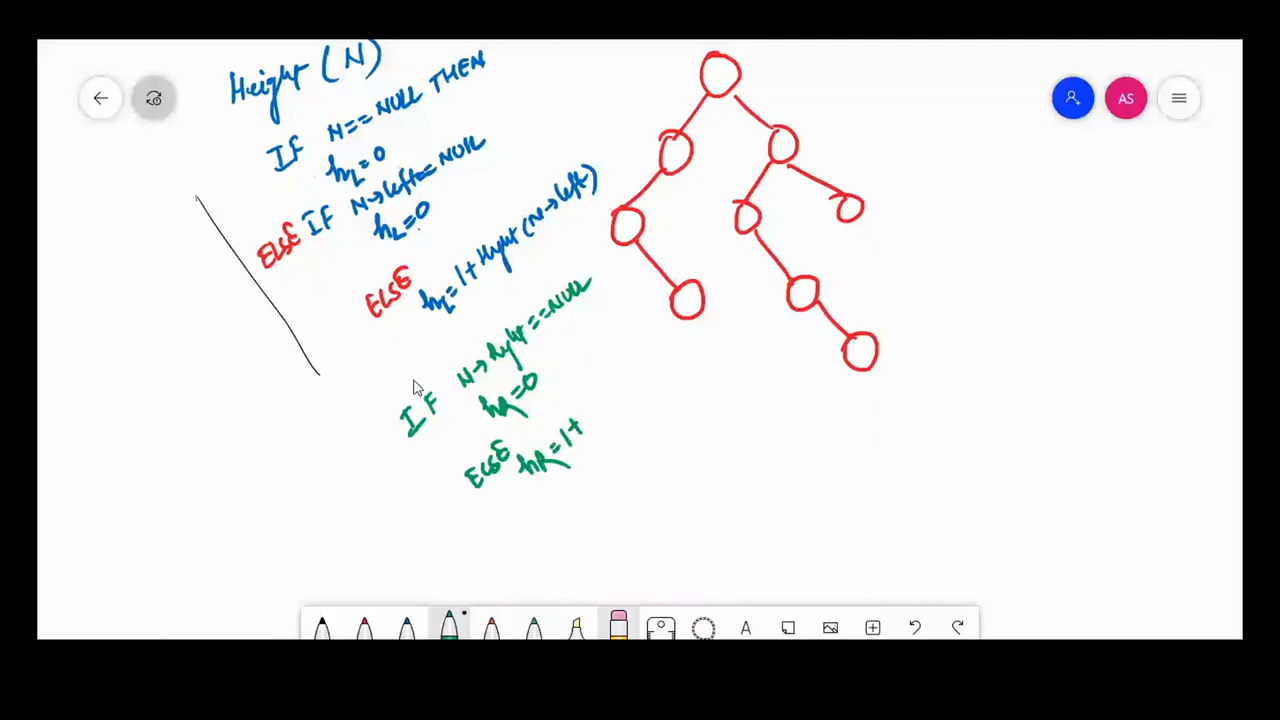 Height (N)
IF N==NULL THEN
hL=0
ELSE IF N→left==NULL
hL=0
ELSE hL=1+Height(N→left)
IF N→Right==NULL
hR=0
ELSE hR=1+
AS
A